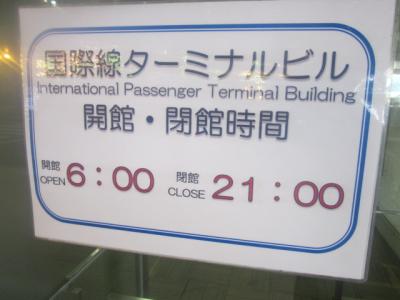 国際線ターミナルビル
International Passenger Terminal Building
開館・閉館時間
開館 OPEN 6:00 閉館 CLOSE 21:00